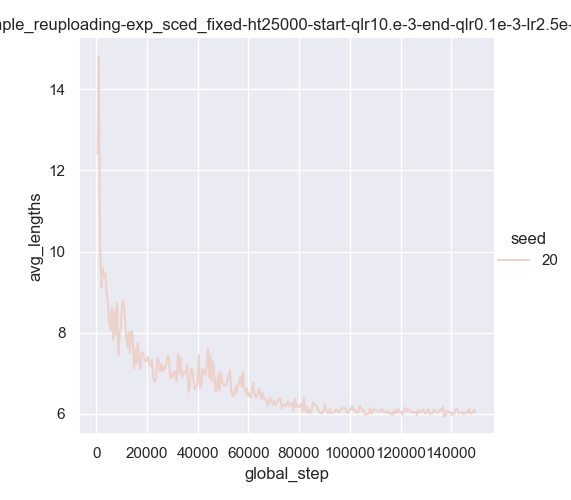 ple_reuploading-exp_sced_fixed-ht25000-start-qlr10.e-3-end-qlr0.1e-3-lr2.5e-
14
12
10
8
6
avg_lengths
0 20000 40000 60000 80000 100000 120000 140000
global_step
seed
20